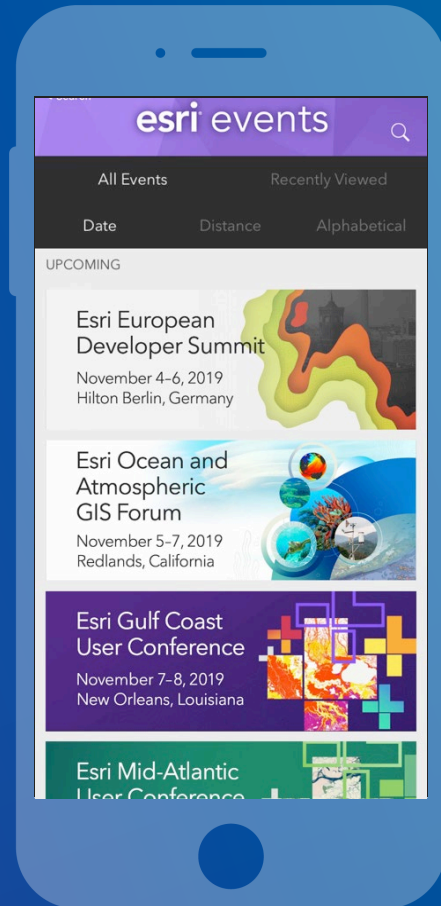 esri events
All Events Recently Viewed
Date Distance Alphabetical
UPCOMING
Esri European
Developer Summit
November 4–6, 2019
Hilton Berlin, Germany
Esri Ocean and
Atmospheric
GIS Forum
November 5–7, 2019
Redlands, California
Esri Gulf Coast
User Conference
November 7–8, 2019
New Orleans, Louisiana
Esri Mid-Atlantic
User Conference